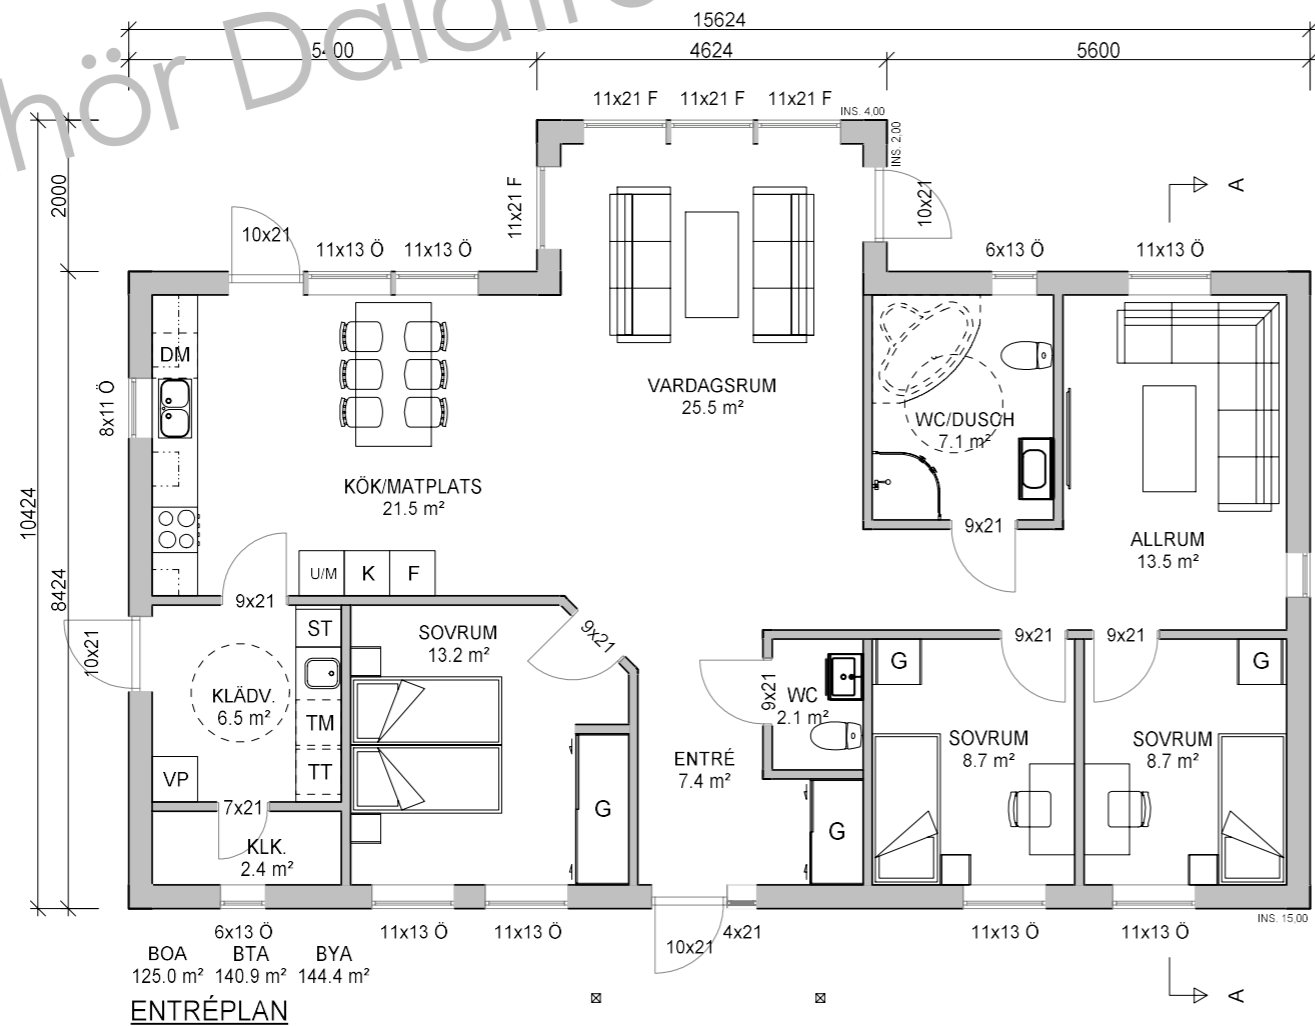 hör Dalafr
15624
5400
4624
5600
11x21 F
11x21 F
11x21 F
INS. 4,00
INS. 2,00
11x21 F
10x21
A
2000
10x21
11x13 Ö
11x13 Ö
6x13 Ö
11x13 Ö
DM
8x11 Ö
VARDAGSRUM
25.5 m²
WC/DUSCH
7.1 m²
KÖK/MATPLATS
21.5 m²
10424
8424
9x21
ALLRUM
13.5 m²
U/M
K
F
9x21
ST
SOVRUM
13.2 m²
9x21
9x21
9x21
10x21
KLÄDV.
6.5 m²
TM
TT
VP
9x21
WC
2.1 m²
G
G
ENTRÉ
7.4 m²
SOVRUM
8.7 m²
SOVRUM
8.7 m²
7x21
KLK.
2.4 m²
G
G
INS. 15,00
6x13 Ö
11x13 Ö
11x13 Ö
10x21
4x21
11x13 Ö
11x13 Ö
BOA
125.0 m²
BTA
140.9 m²
BYA
144.4 m²
A
ENTRÉPLAN